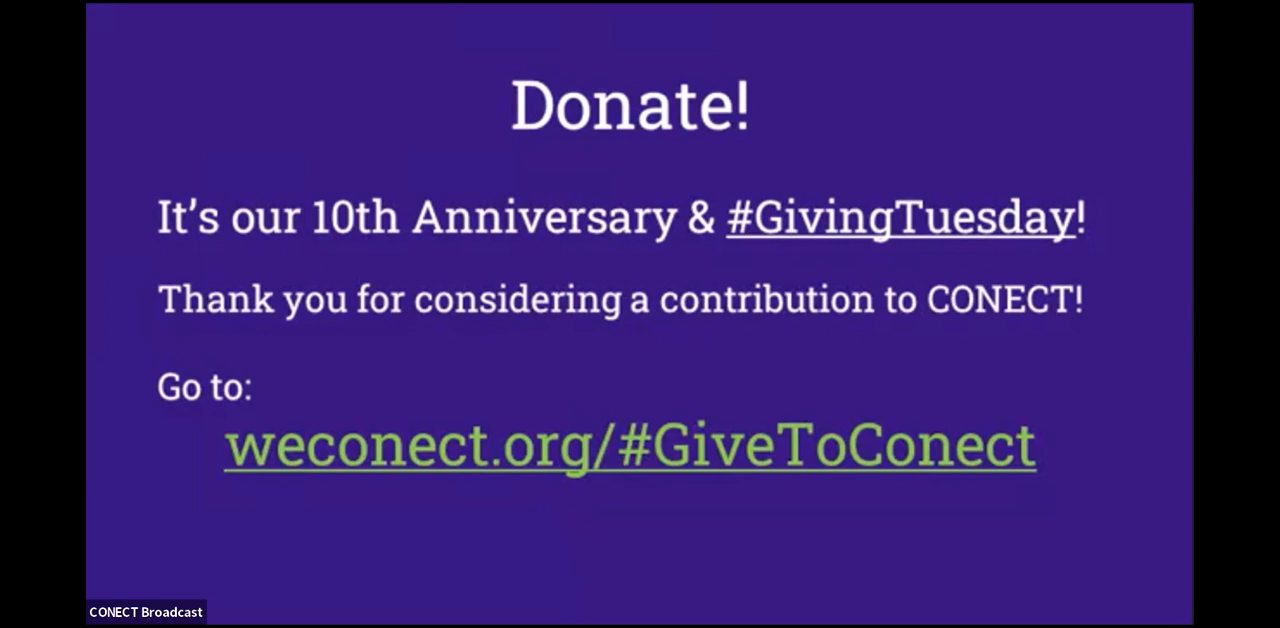 Donate!
It's our 10th Anniversary & #GivingTuesday!
Thank you for considering a contribution to CONECT!
Go to:
weconect.org/#GiveToConect
CONECT Broadcast